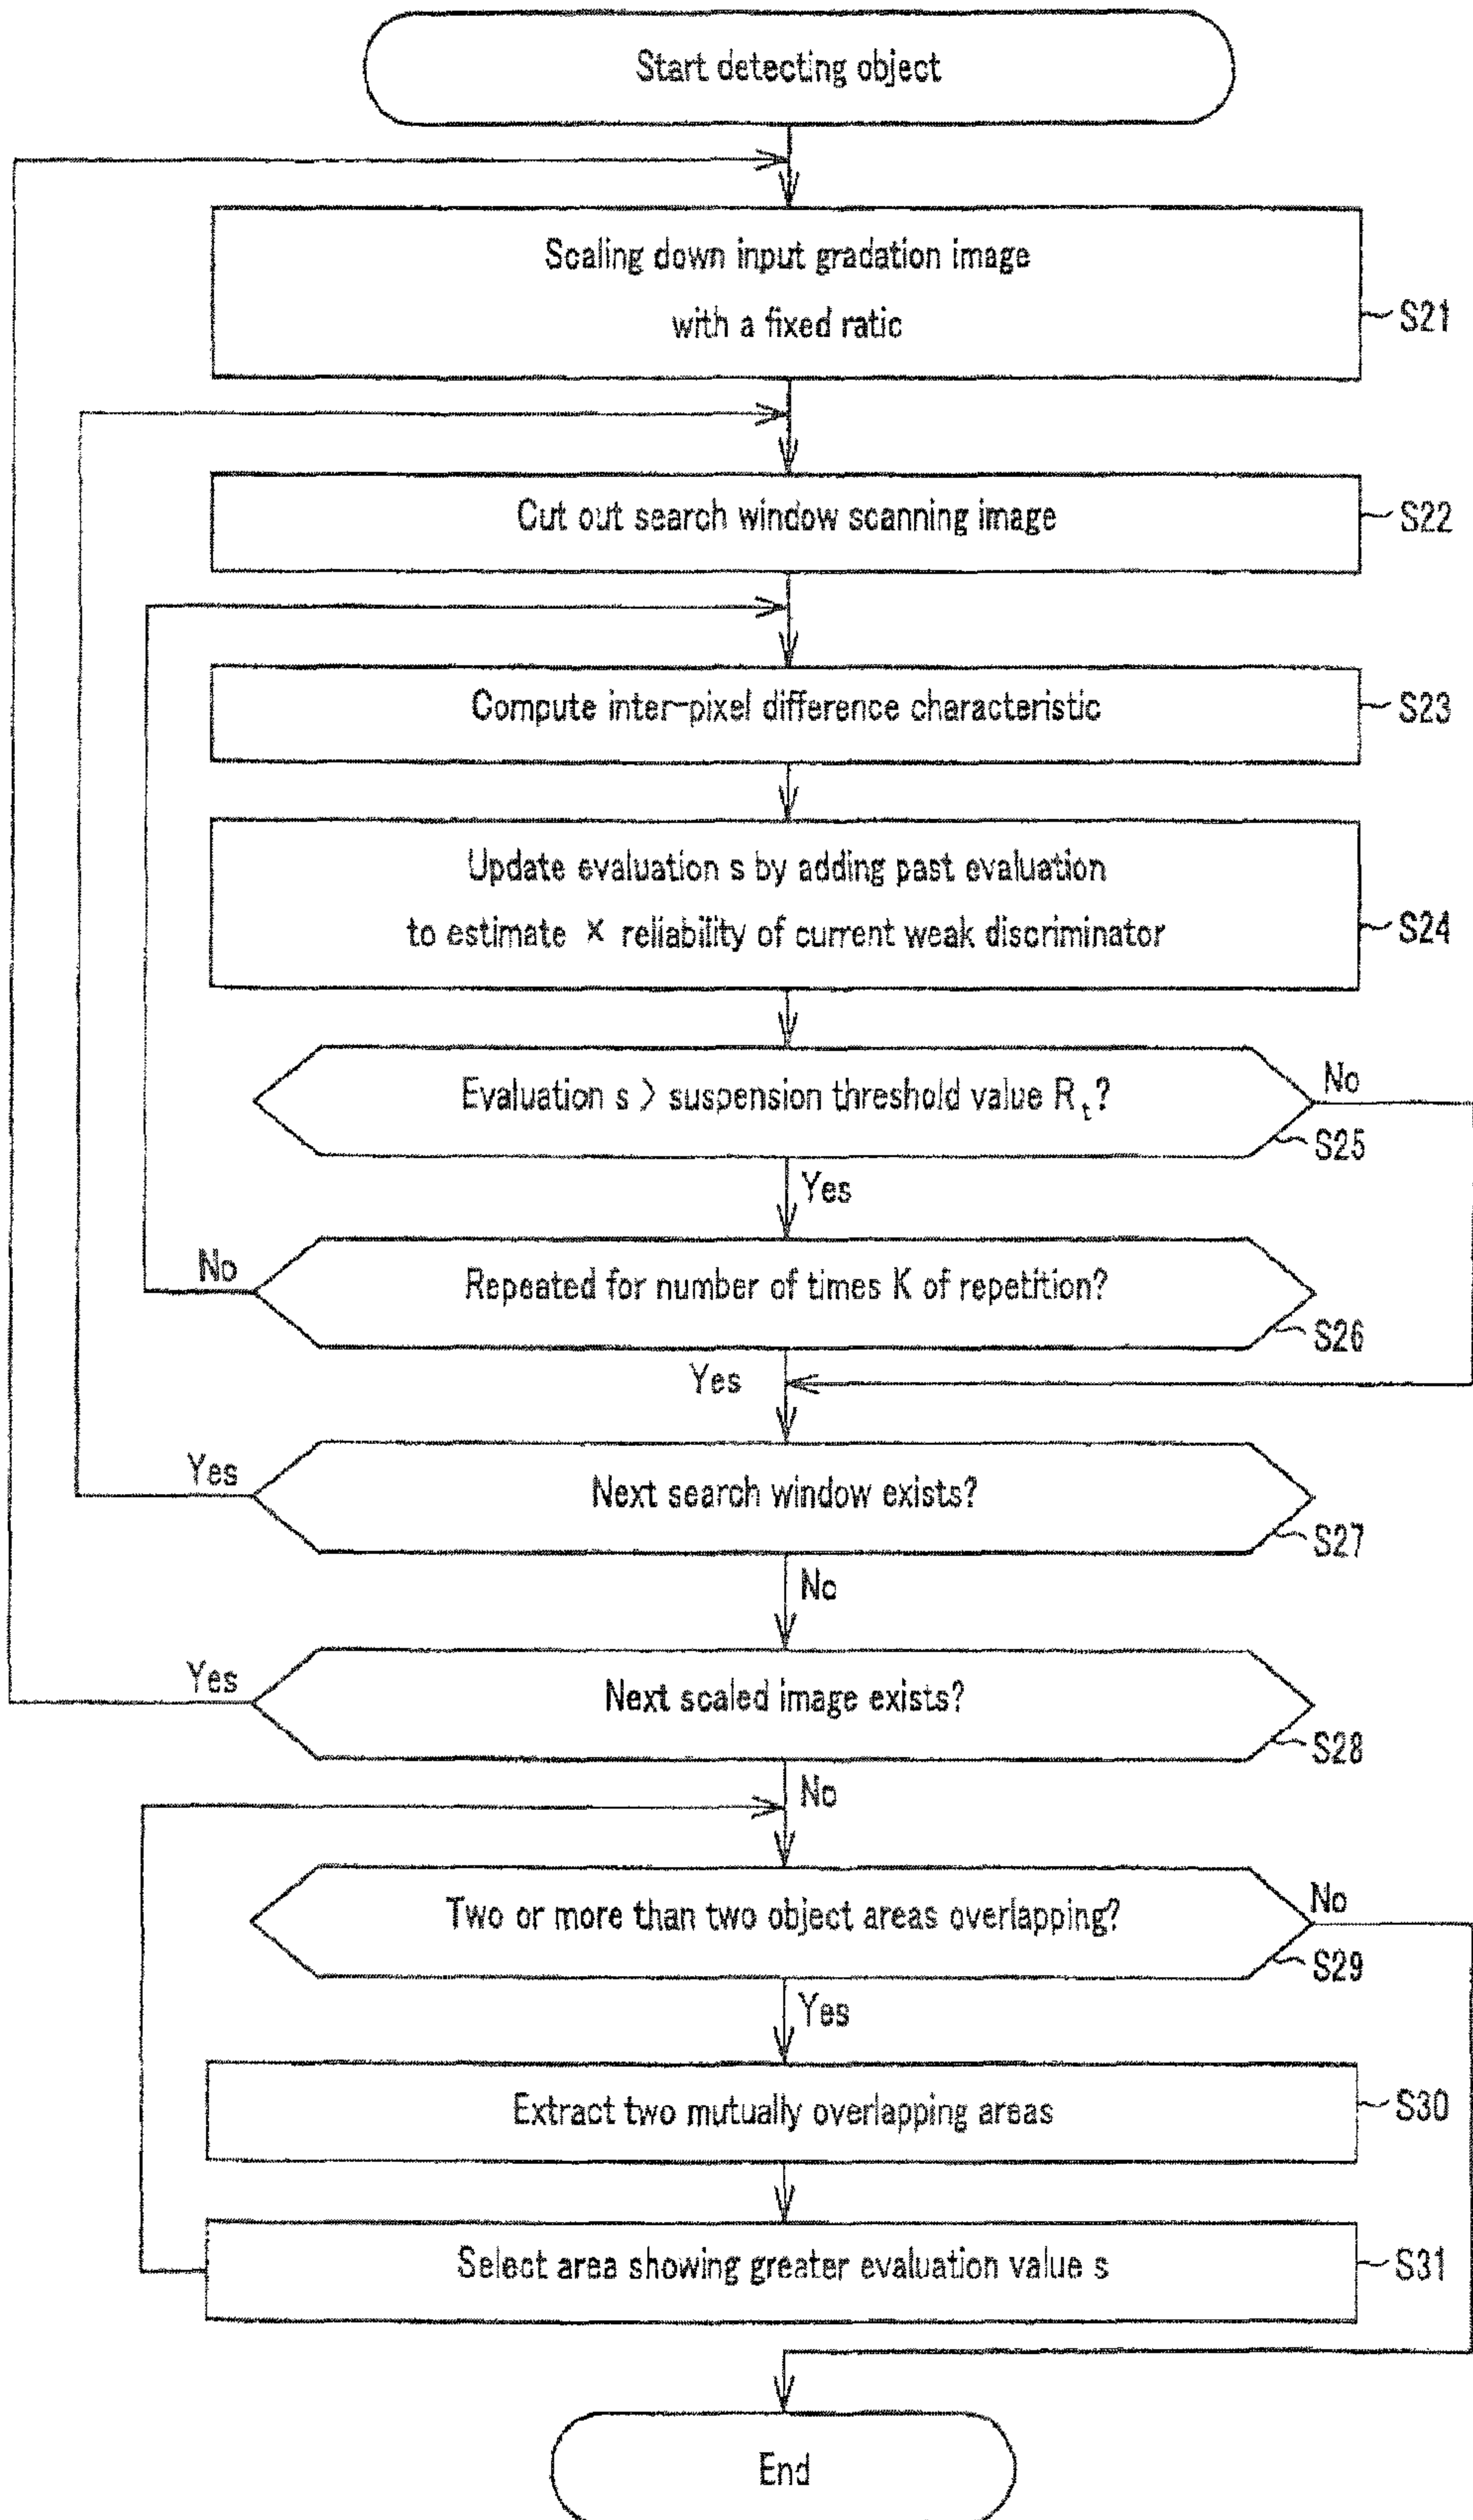 Start detecting object
Scaling down input gradation image
with a fixed ratic
S21
Cut out search window scanning image
S22
Compute inter-pixel difference characteristic
S23
Update evaluation s by adding past evaluation
to estimate × reliability of current weak discriminator
S24
Evaluation s > suspension threshold value Rt?
No
S25
Yes
No
Repeated for number of times K of repetition?
S26
Yes
Yes
Next search window exists?
S27
No
Yes
Next scaled image exists?
S28
No
Two or more than two object areas overlapping?
No
S29
Yes
Extract two mutually overlapping areas
S30
Select area showing greater evaluation value s
S31
End